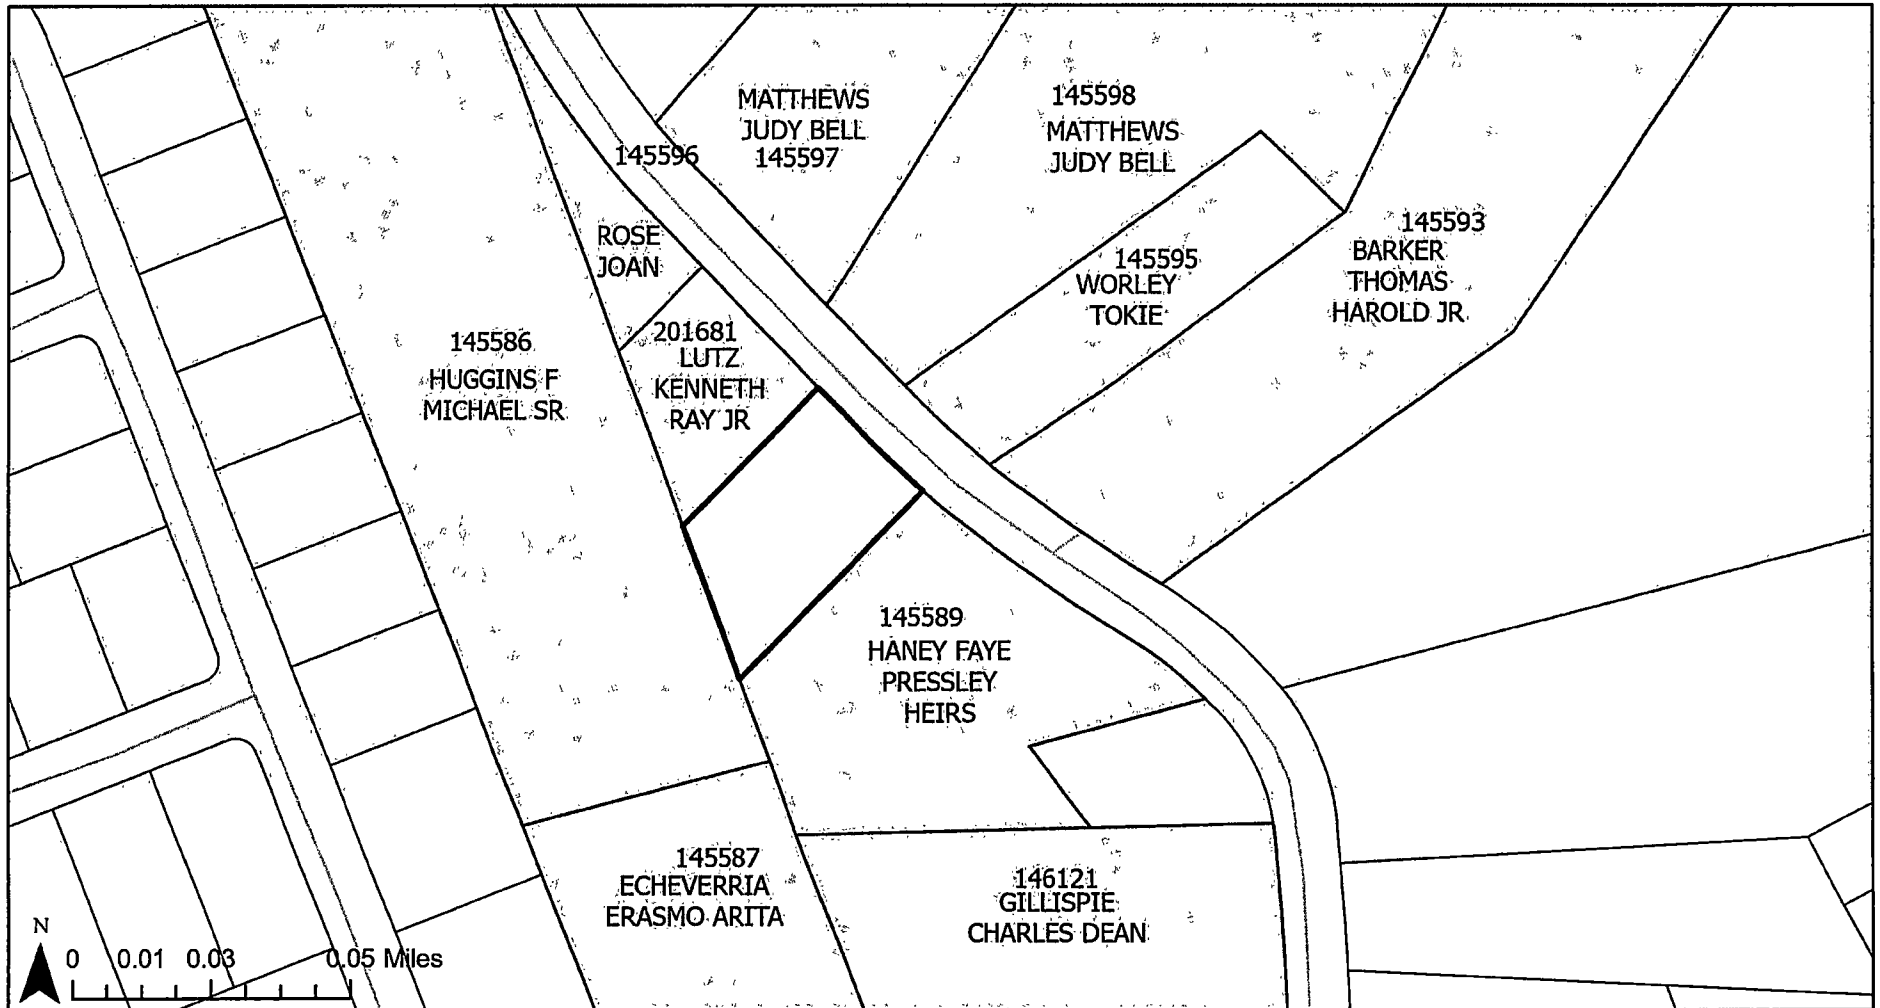 MATTHEWS
JUDY BELL
145597
145598
MATTHEWS
JUDY BELL
145596
ROSE
JOAN
145593
BARKER
THOMAS
HAROLD JR
145595
WORLEY
TOKIE
145586
HUGGINS F
MICHAEL SR
201681
LUTZ
KENNETH
RAY JR
145589
HANEY FAYE
PRESSLEY
HEIRS
145587
ECHEVERRIA
ERASMO ARITA
146121
GILLISPIE
CHARLES DEAN
N
0 0.01 0.03 0.05 Miles